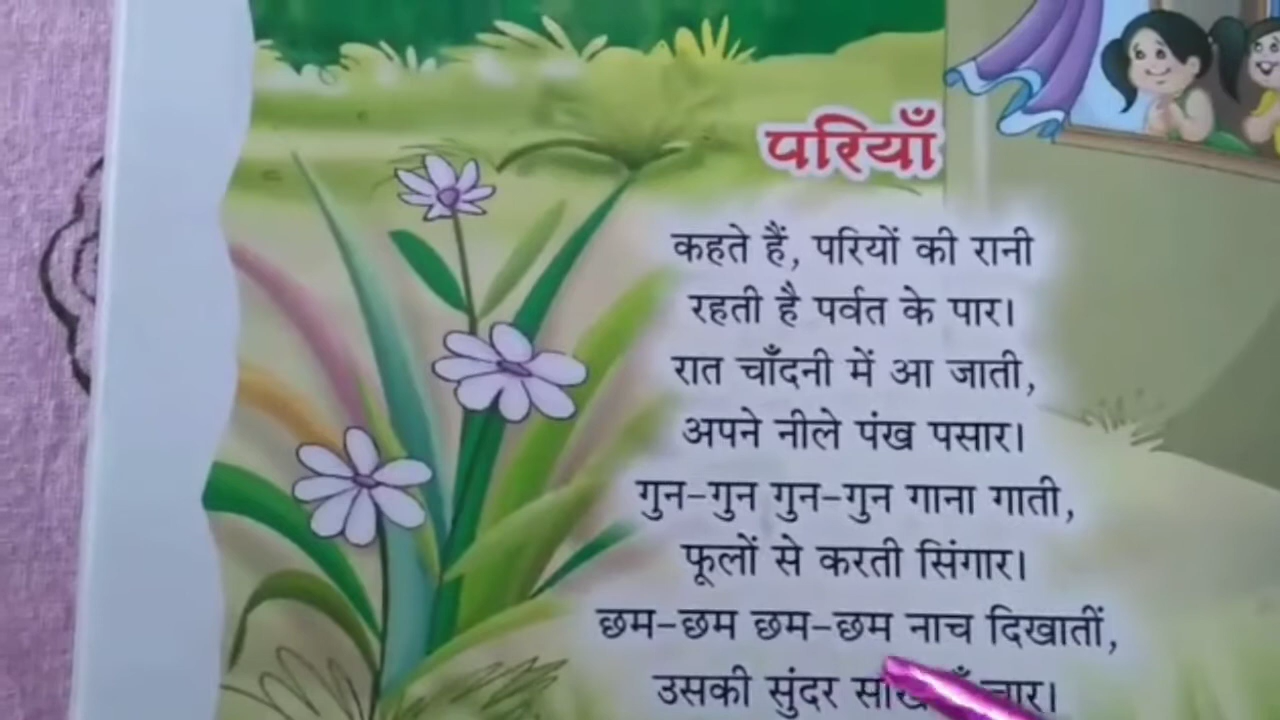 परियाँ
कहते हैं, परियों की रानी
रहती है पर्वत के पार।
रात चाँदनी में आ जाती,
अपने नीले पंख पसार।
गुन-गुन गुन-गुन गाना गाती,
फूलों से करती सिंगार।
छम-छम छम-छम नाच दिखातीं,
उसकी सुंदर चार।